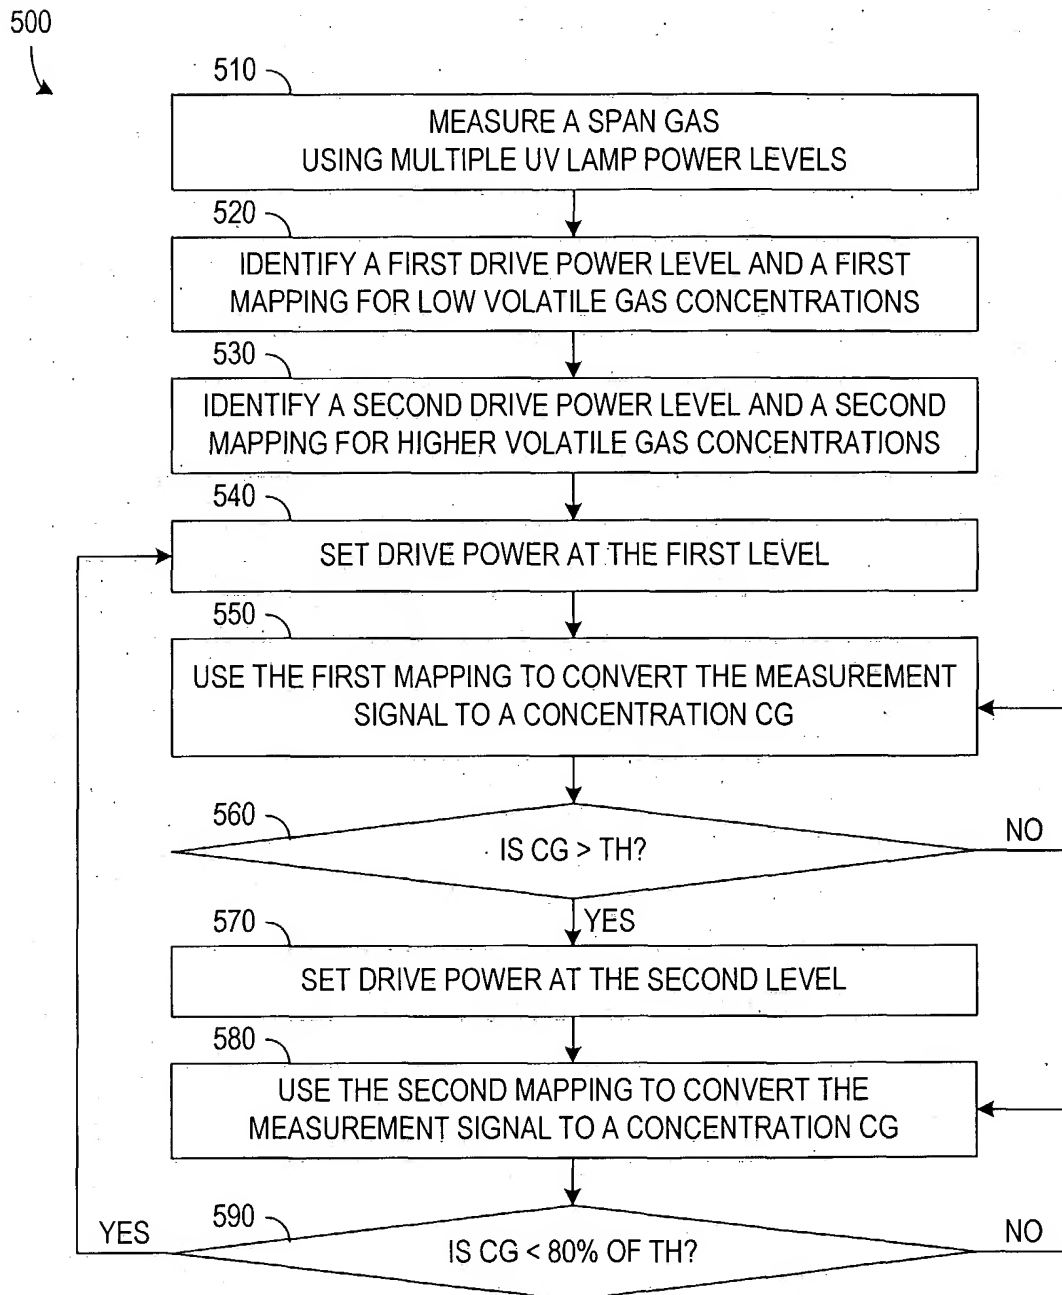 500
510
MEASURE A SPAN GAS
USING MULTIPLE UV LAMP POWER LEVELS
520
IDENTIFY A FIRST DRIVE POWER LEVEL AND A FIRST
MAPPING FOR LOW VOLATILE GAS CONCENTRATIONS
530
IDENTIFY A SECOND DRIVE POWER LEVEL AND A SECOND
MAPPING FOR HIGHER VOLATILE GAS CONCENTRATIONS
540
SET DRIVE POWER AT THE FIRST LEVEL
550
USE THE FIRST MAPPING TO CONVERT THE MEASUREMENT
SIGNAL TO A CONCENTRATION CG
560
IS CG > TH?
NO
YES
570
SET DRIVE POWER AT THE SECOND LEVEL
580
USE THE SECOND MAPPING TO CONVERT THE
MEASUREMENT SIGNAL TO A CONCENTRATION CG
590
YES
IS CG < 80% OF TH?
NO